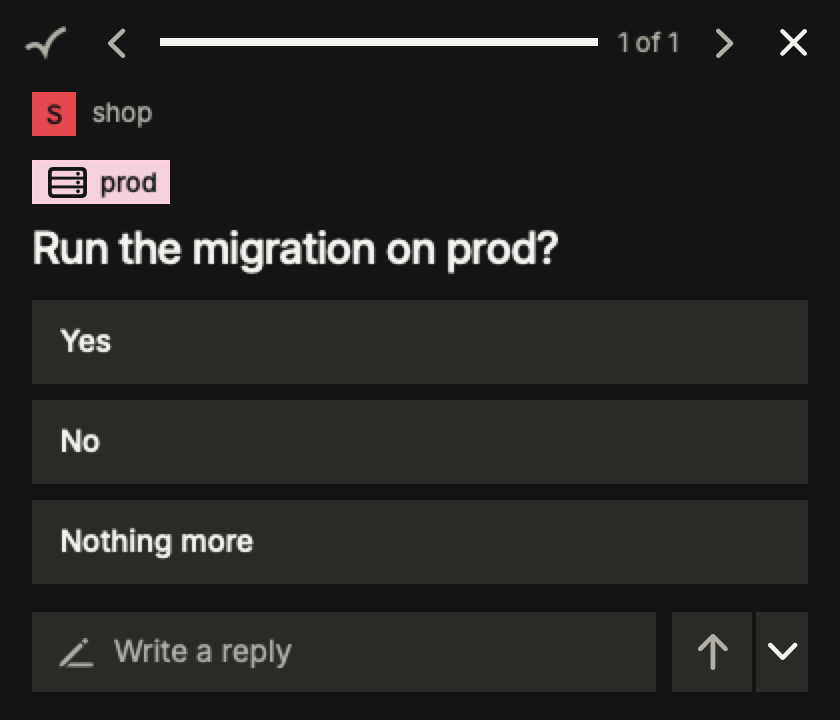 1 of 1
S shop
prod
Run the migration on prod?
Yes
No
Nothing more
Write a reply